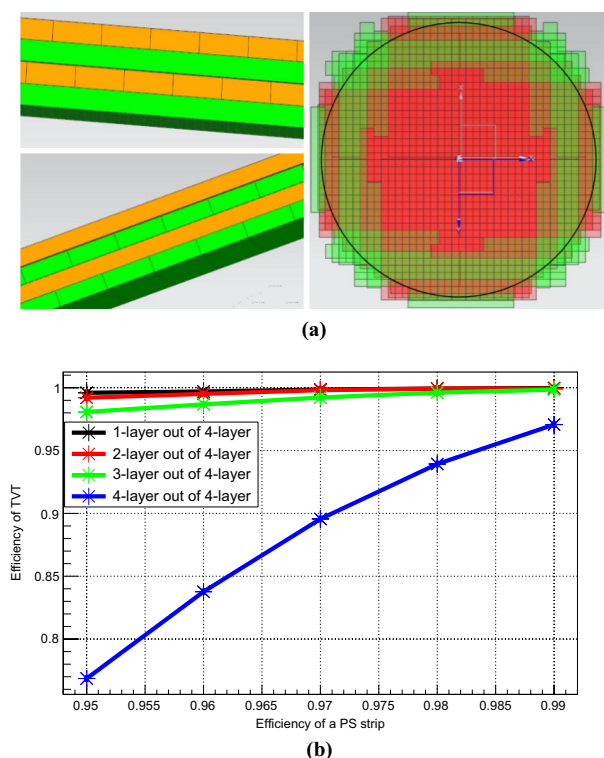 X
(a)
1
0.95
0.9
0.85
0.8
Efficiency of TVT
1-layer out of 4-layer
2-layer out of 4-layer
3-layer out of 4-layer
4-layer out of 4-layer
0.95 0.955 0.96 0.965 0.97 0.975 0.98 0.985 0.99
Efficiency of a PS strip
(b)